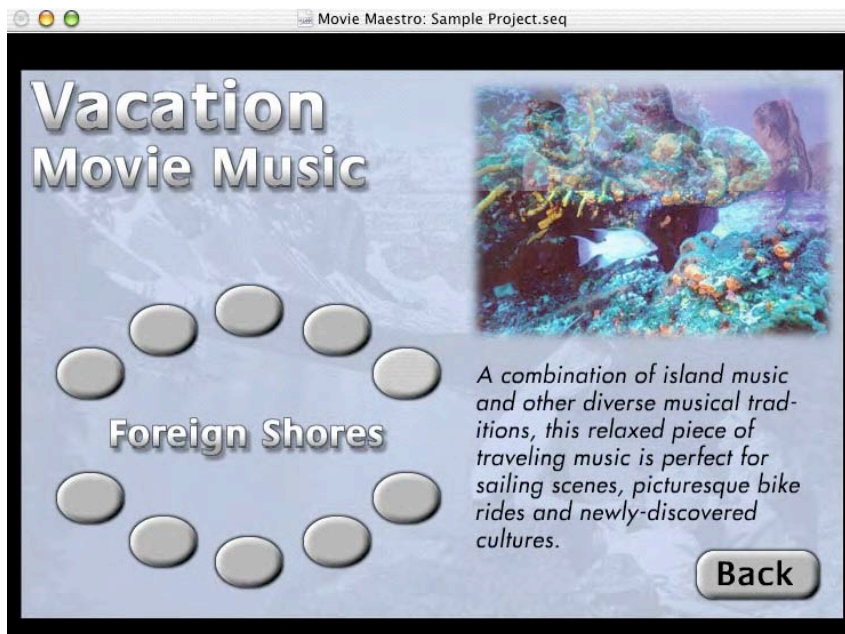 Movie Maestro: Sample Project.seq
Vacation
Movie Music
Foreign Shores
A combination of island music
and other diverse musical trad-
itions, this relaxed piece of
traveling music is perfect for
sailing scenes, picturesque bike
rides and newly-discovered
cultures.
Back